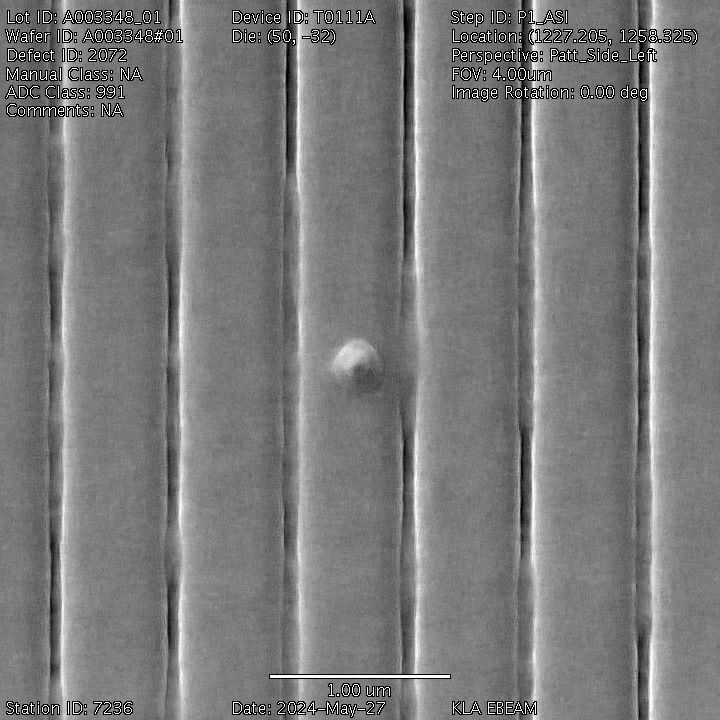 Lot ID: A003348_01
Wafer ID: A003348#01
Defect ID: 2072
Manual Class: NA
ADC Class: 991
Comments: NA
Device ID: T0111A
Die: (50, -32)
Step ID: P1_ASI
Location: (1227.205, 1258.325)
Perspective: Patt_Side_Left
FOV: 4.00um
Image Rotation: 0.00 deg
1.00 um
Station ID: 7236
Date: 2024-May-27
KLA EBEAM